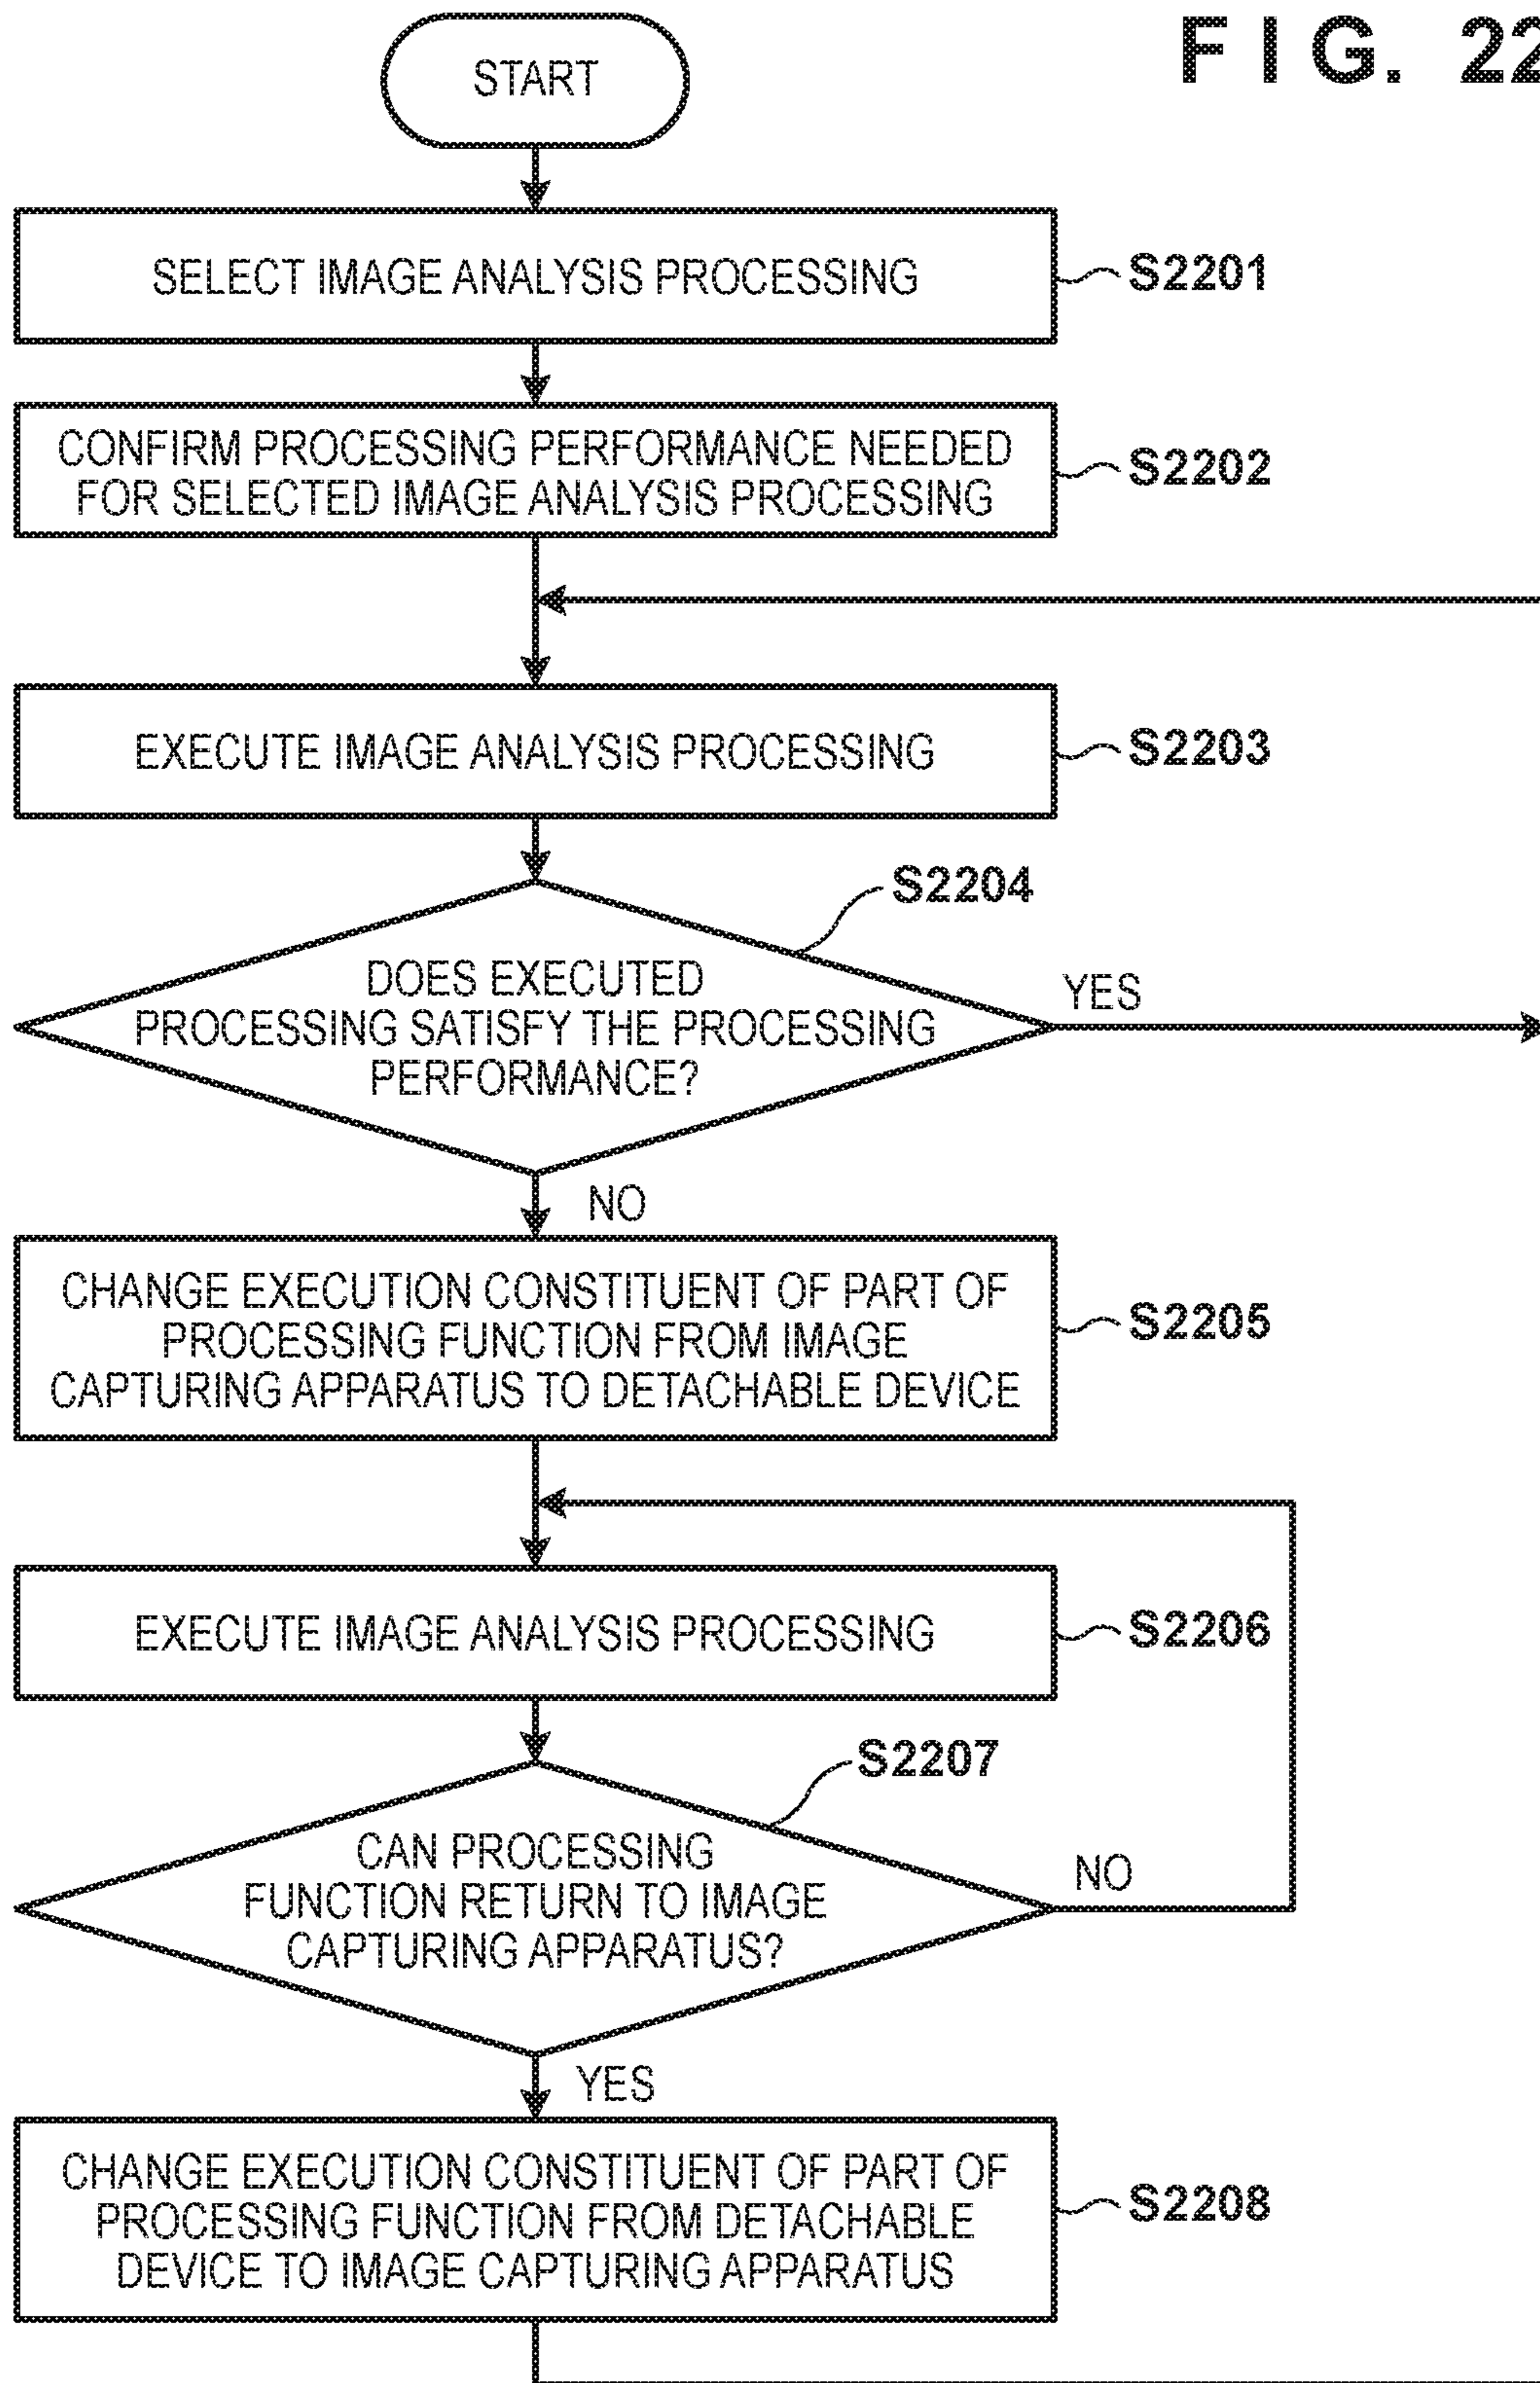 FIG. 22
START
SELECT IMAGE ANALYSIS PROCESSING
S2201
CONFIRM PROCESSING PERFORMANCE NEEDED
FOR SELECTED IMAGE ANALYSIS PROCESSING
S2202
EXECUTE IMAGE ANALYSIS PROCESSING
S2203
S2204
DOES EXECUTED
PROCESSING SATISFY THE PROCESSING
PERFORMANCE?
YES
NO
CHANGE EXECUTION CONSTITUENT OF PART OF
PROCESSING FUNCTION FROM IMAGE
CAPTURING APPARATUS TO DETACHABLE DEVICE
S2205
EXECUTE IMAGE ANALYSIS PROCESSING
S2206
S2207
CAN PROCESSING
FUNCTION RETURN TO IMAGE
CAPTURING APPARATUS?
NO
YES
CHANGE EXECUTION CONSTITUENT OF PART OF
PROCESSING FUNCTION FROM DETACHABLE
DEVICE TO IMAGE CAPTURING APPARATUS
S2208